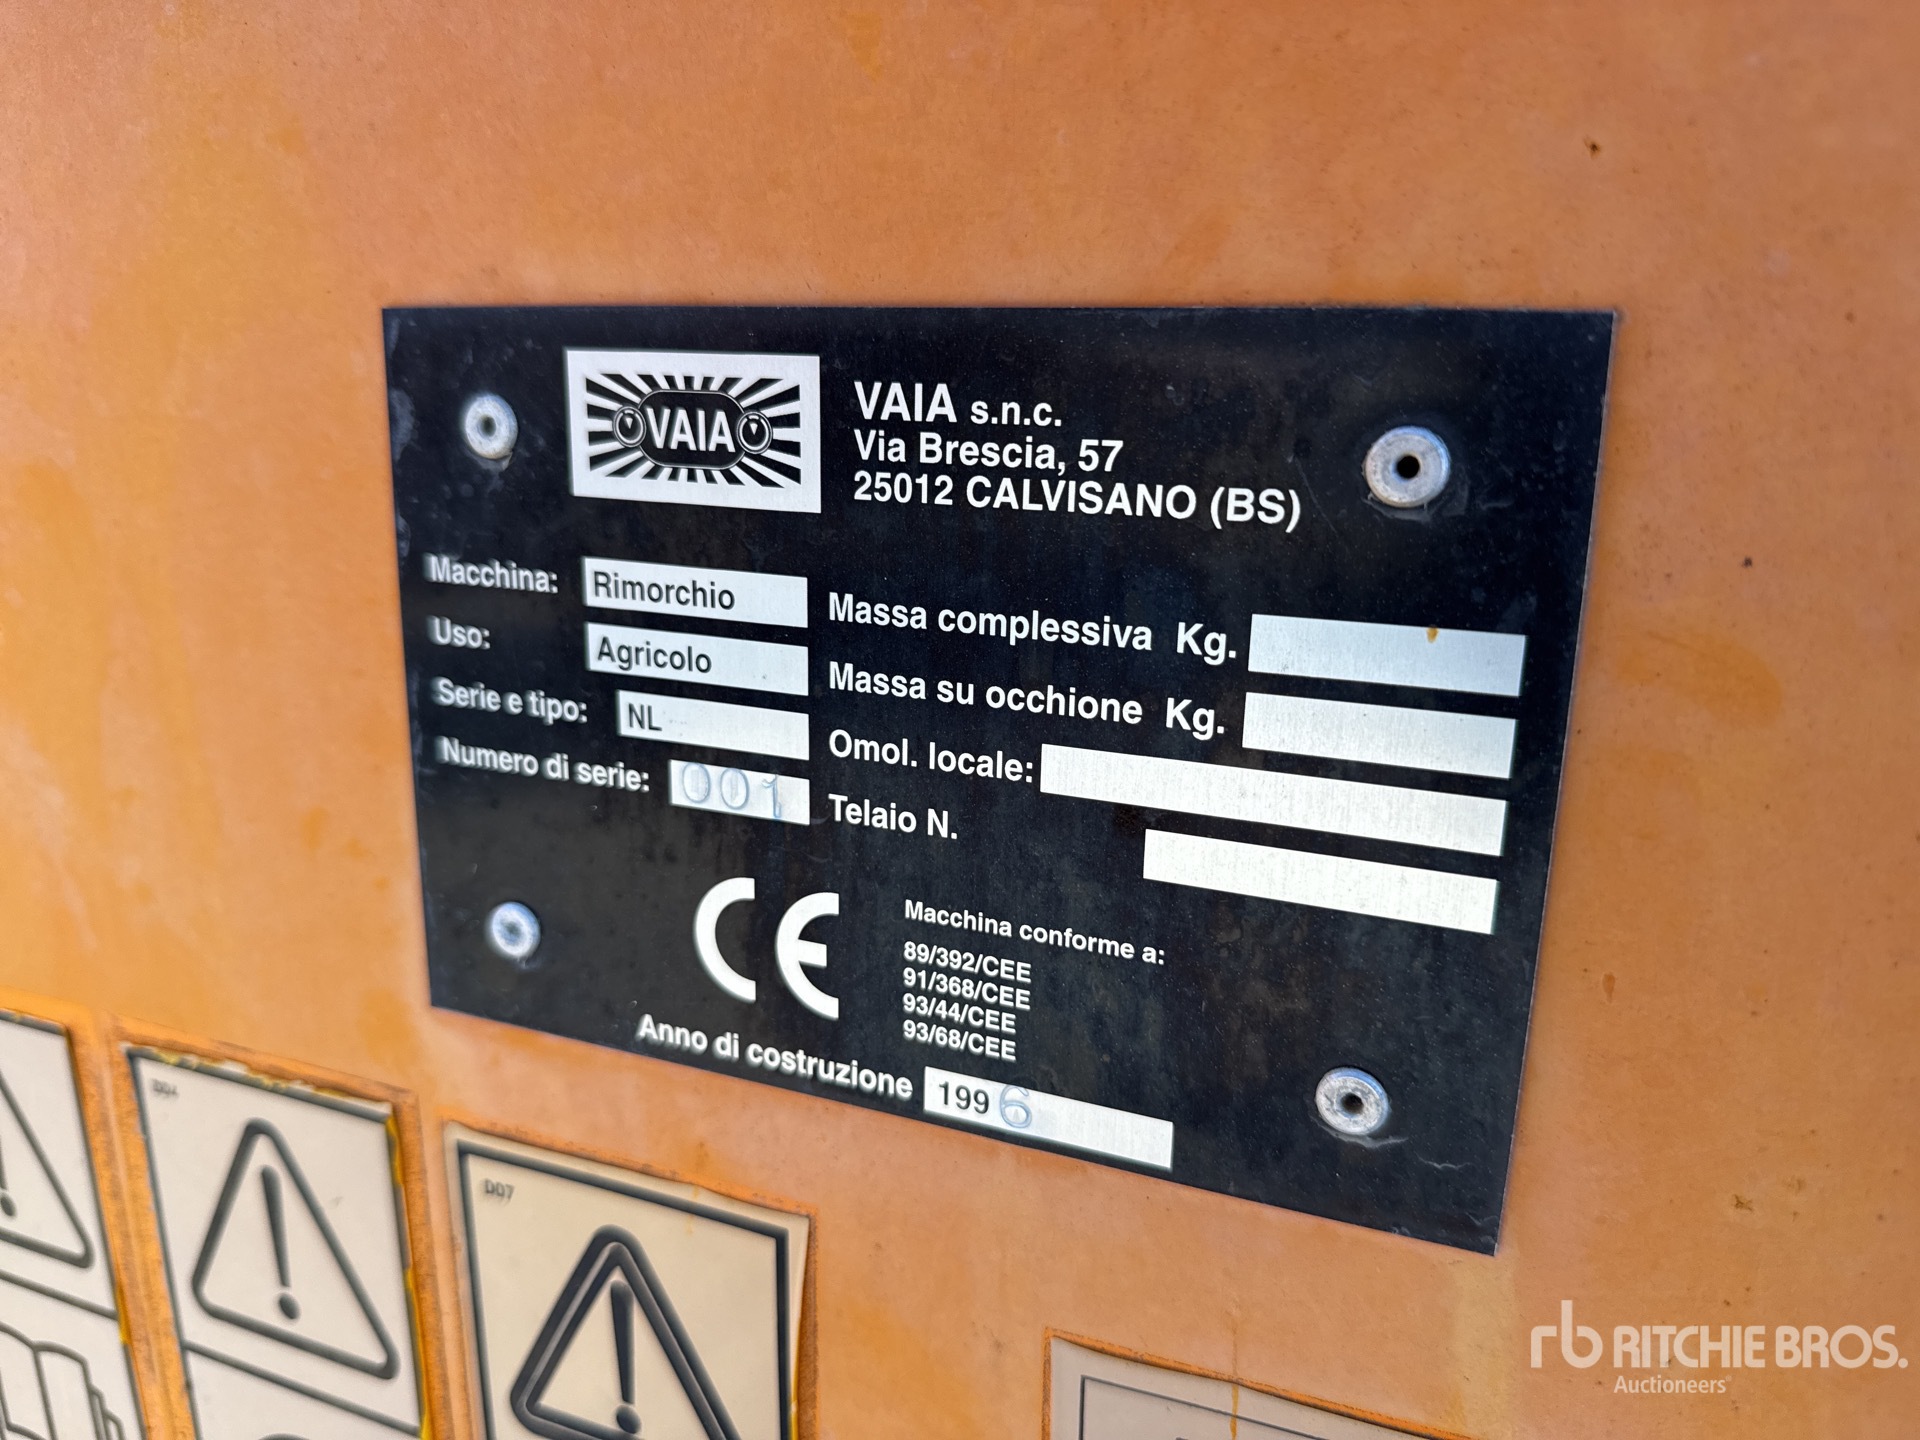 VAIA
VAIA s.n.c.
Via Brescia, 57
25012 CALVISANO (BS)
Macchina: Rimorchio
Uso: Agricolo
Serie e tipo: NL
Numero di serie: 001
Massa complessiva Kg.
Massa su occhione Kg.
Omol. locale:
Telaio N.
CE
Macchina conforme a:
89/392/CEE
91/368/CEE
93/44/CEE
93/68/CEE
Anno di costruzione 1996
D04
D07
rb RITCHIE BROS.
Auctioneers